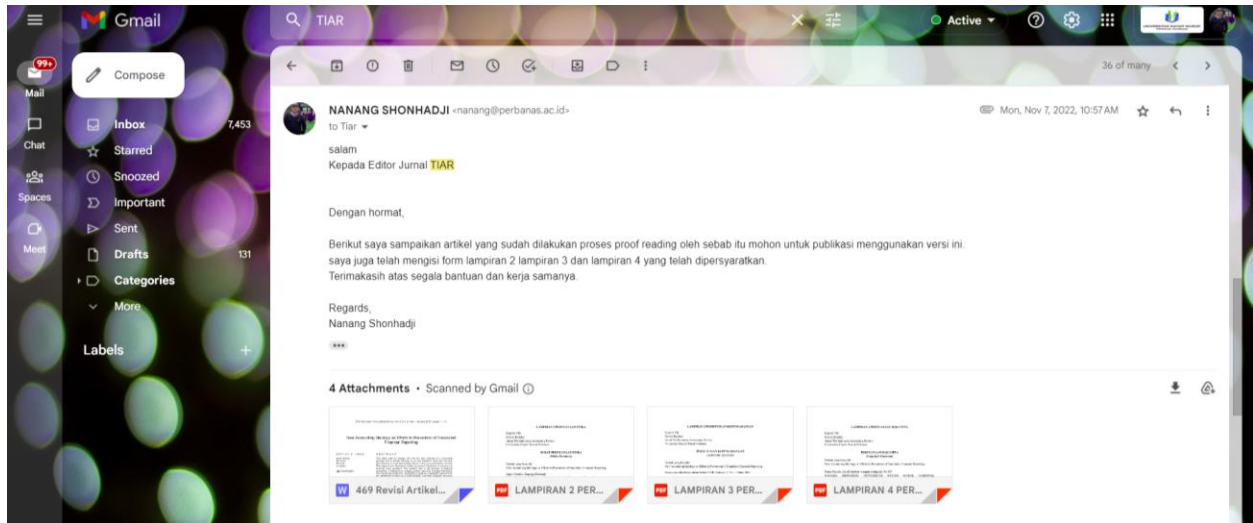 Gmail
TIAR
Active
99+
Mail
Compose
36 of many
NANANG SHONHADJI <nanang@perbanas.ac.id>
Mon, Nov 7, 2022, 10:57 AM
to Tiar
Inbox 7,453
Chat
Starred
salam
Kepada Editor Jurnal TIAR
Snoozed
Spaces
Important
Dengan hormat,
Sent
Meet
Drafts 131
Berikut saya sampaikan artikel yang sudah dilakukan proses proof reading oleh sebab itu mohon untuk publikasi menggunakan versi ini.
saya juga telah mengisi form lampiran 2 lampiran 3 dan lampiran 4 yang telah dipersyaratkan.
Terimakasih atas segala bantuan dan kerja samanya.
Categories
More
Regards,
Nanang Shonhadji
Labels
4 Attachments • Scanned by Gmail
W 469 Revisi Artikel...
PDF LAMPIRAN 2 PER...
PDF LAMPIRAN 3 PER...
PDF LAMPIRAN 4 PER...